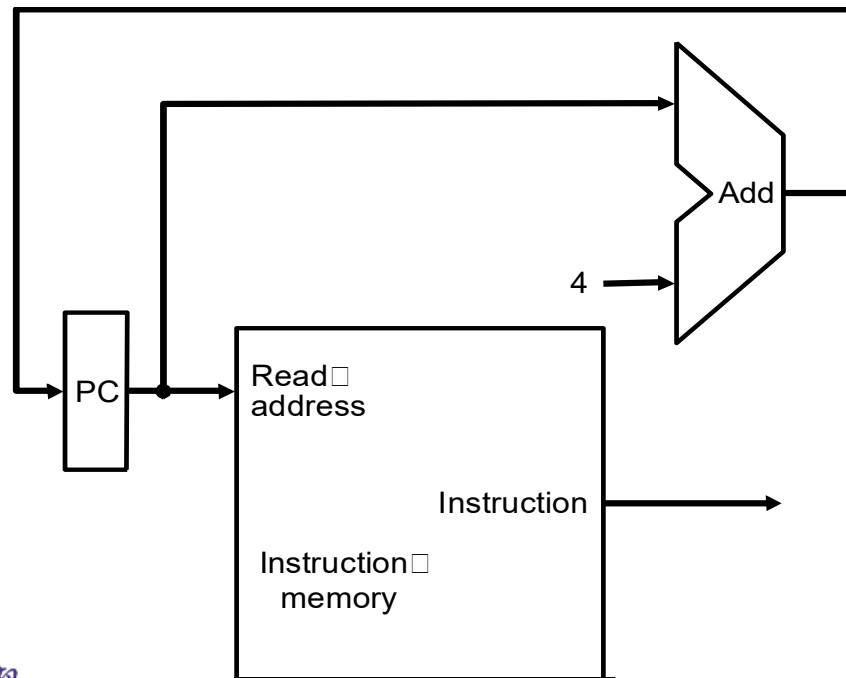 Add
4
PC
Read□
address
Instruction
Instruction□
memory